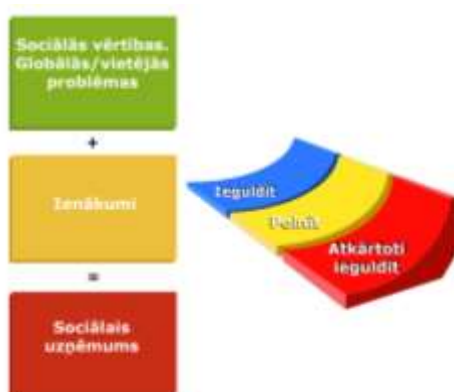 Sociālās vērtības.
Globālās/vietējās
problēmas
+
Ienākumi
=
Sociālais
uzņēmums
Ieguldīt
Pelnīt
Atkārtoti
ieguldīt